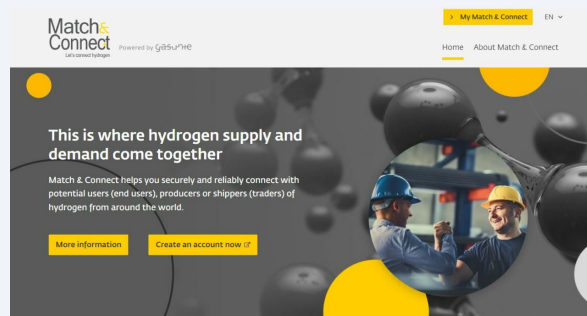 Match&
Connect
Let's connect hydrogen
Powered by gasunie
My Match & Connect
EN
Home About Match & Connect
This is where hydrogen supply and
demand come together
Match & Connect helps you securely and reliably connect with
potential users (end users), producers or shippers (traders) of
hydrogen from around the world.
More information
Create an account now